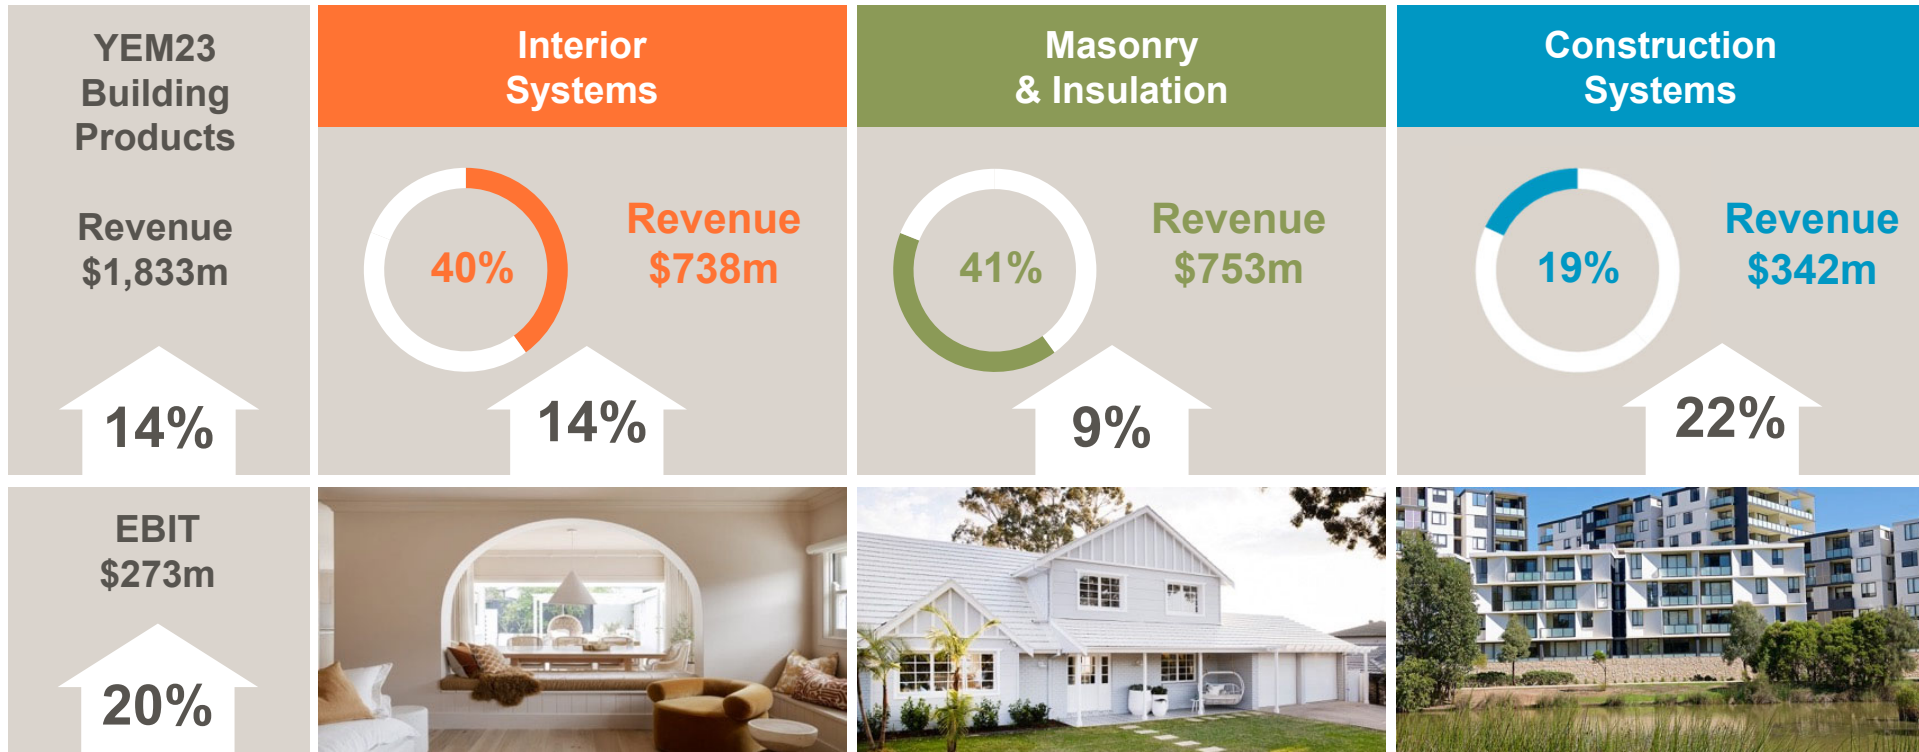 YEM23
Building
Products
Revenue
$1,833m
14%
EBIT
$273m
20%
Interior
Systems
40%
Revenue
$738m
14%
Masonry
& Insulation
41%
Revenue
$753m
9%
Construction
Systems
19%
Revenue
$342m
22%